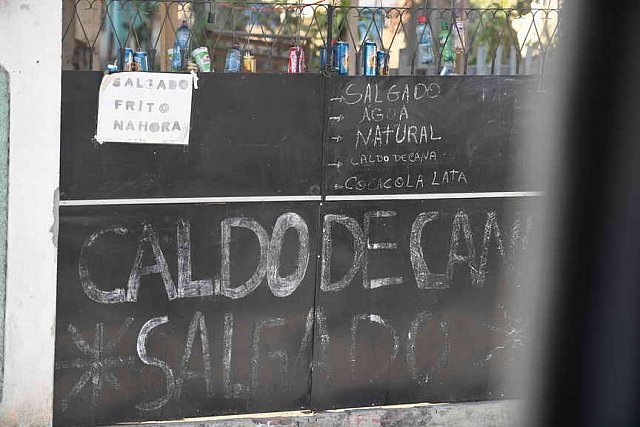 SALGADO
FRITO
NAHORA
→ SALGADO
→ AGUA
→ NATURAL
→ CALDO DE CANA
→ COCACOLA LATA
CALDO DE CAN
* SALGADO *